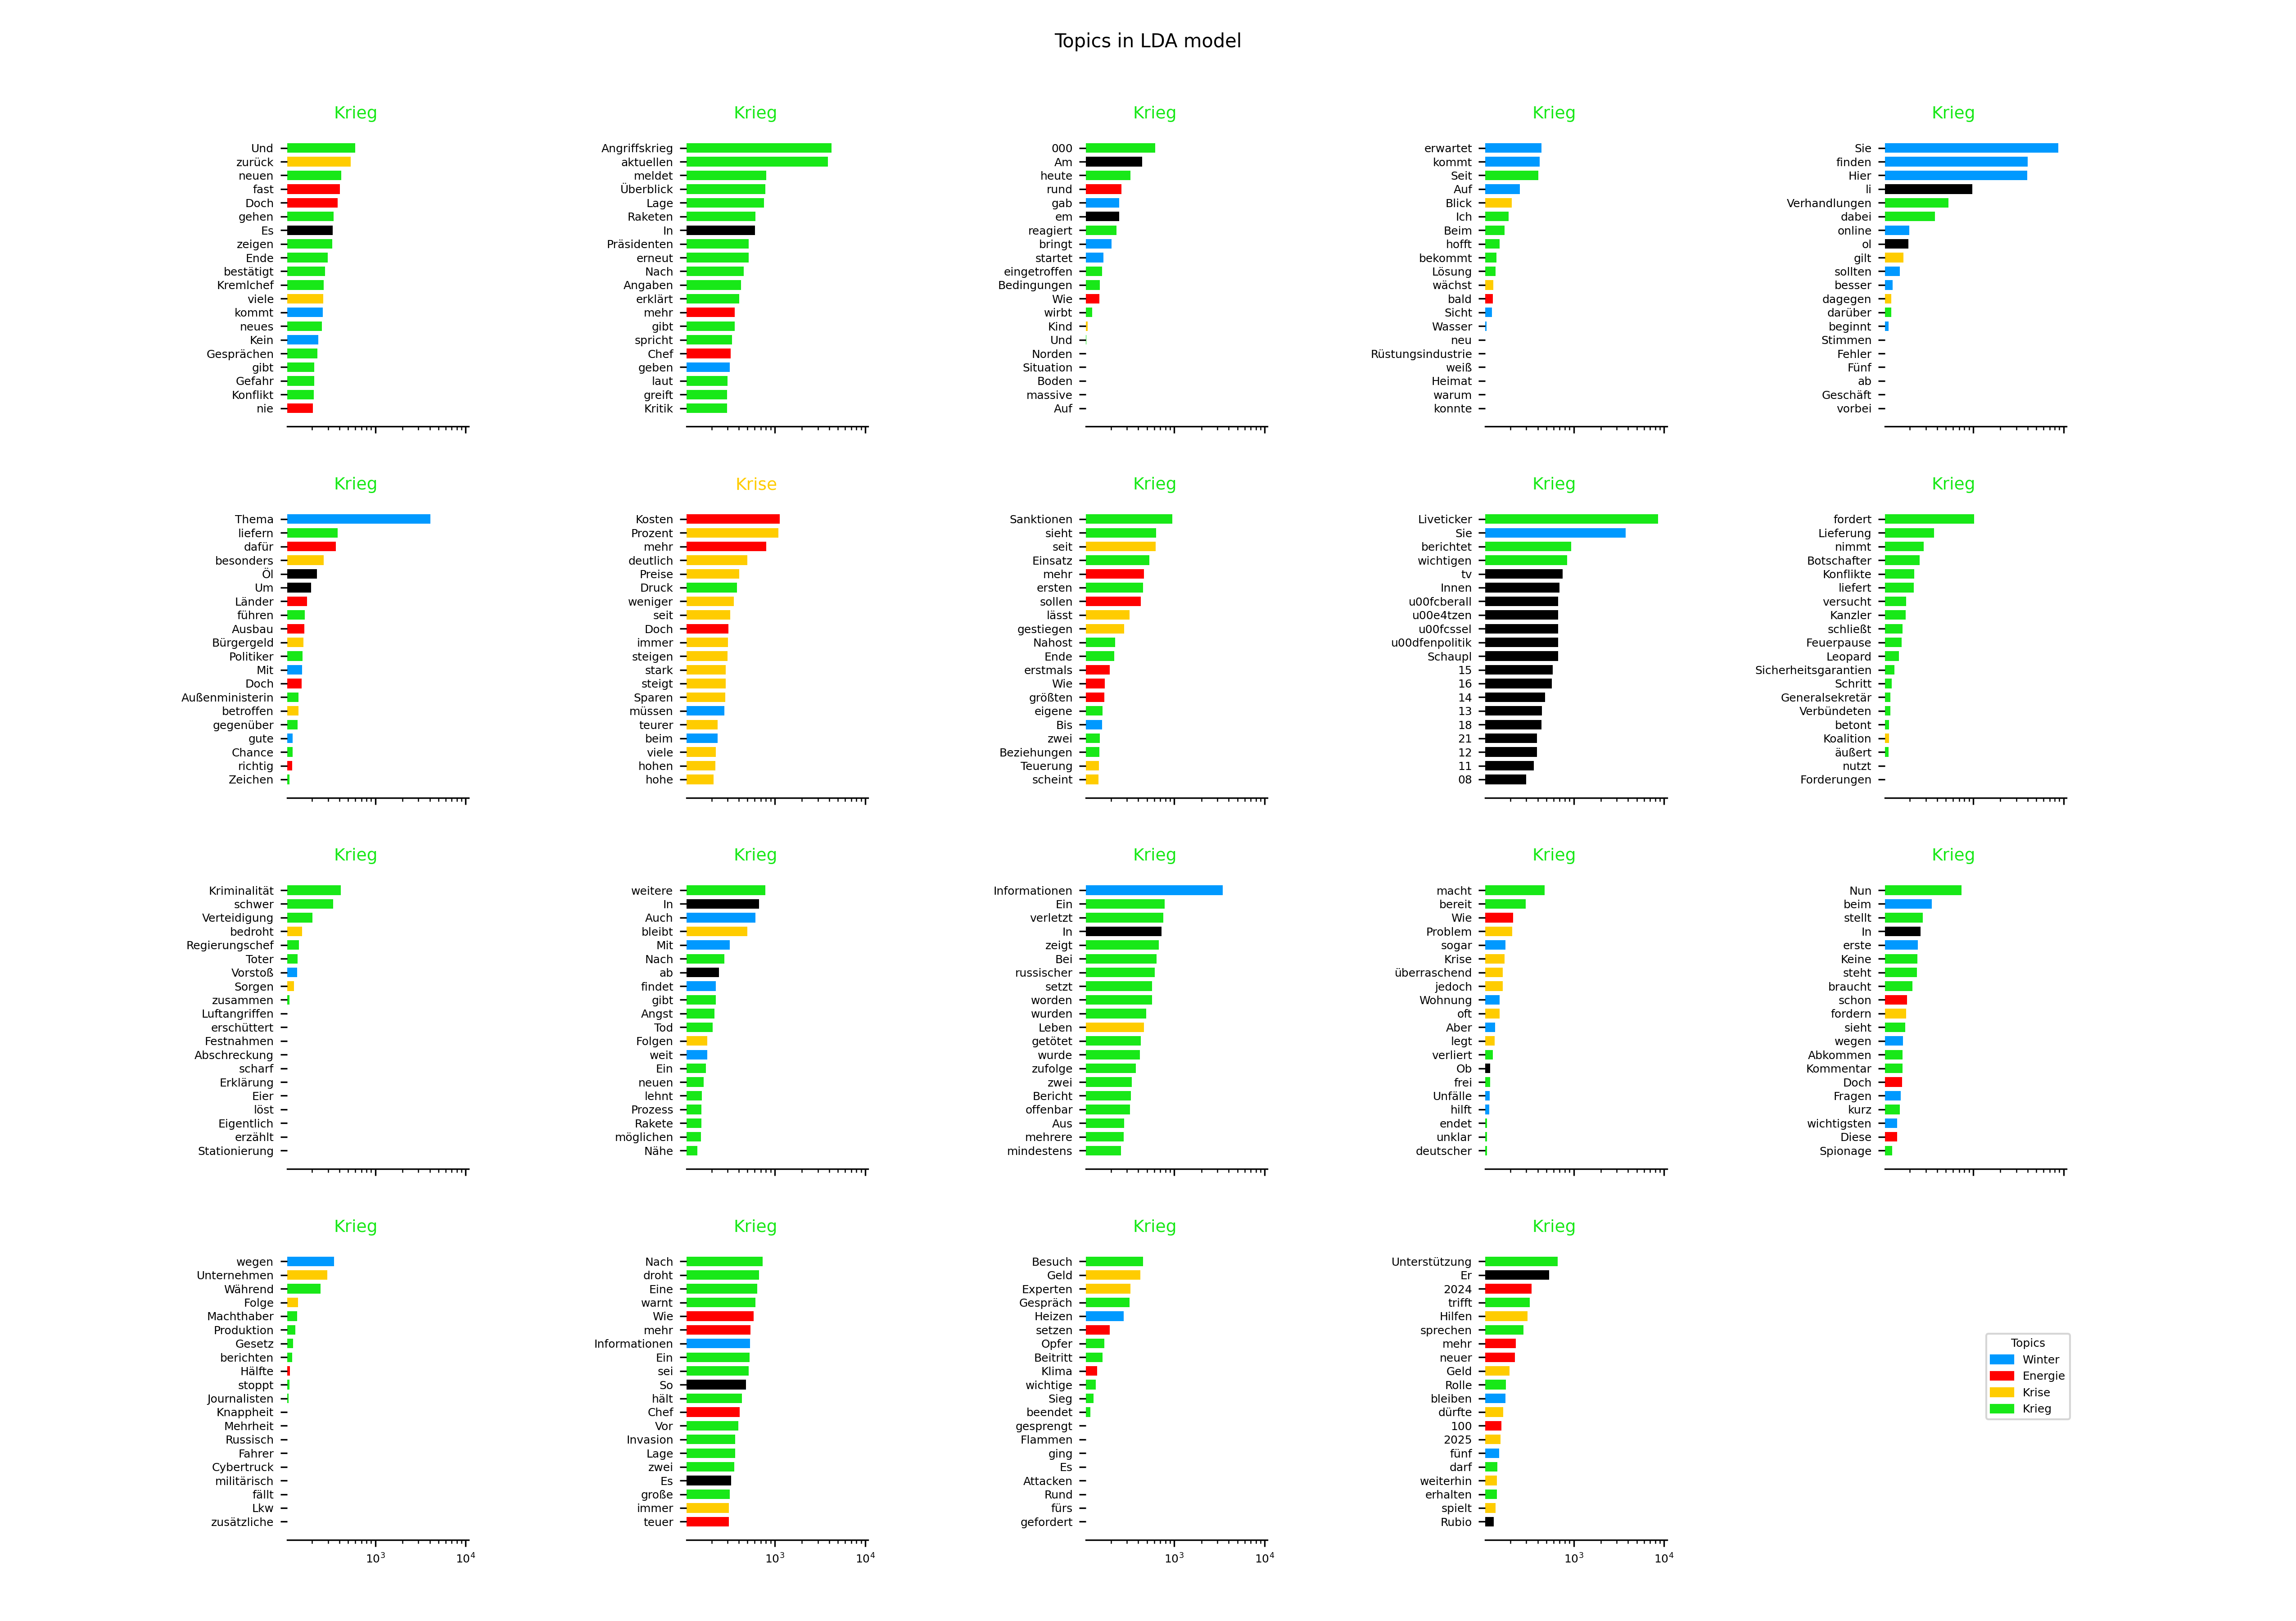 Topics in LDA model
Krieg
Und
zurück
neuen
fast
Doch
gehen
Es
zeigen
Ende
bestätigt
Kremlchef
viele
kommt
neues
Kein
Gesprächen
gibt
Gefahr
Konflikt
nie
Krieg
Angriffskrieg
aktuellen
meldet
Überblick
Lage
Raketen
In
Präsidenten
erneut
Nach
Angaben
erklärt
mehr
gibt
spricht
Chef
geben
laut
greift
Kritik
Krieg
000
Am
heute
rund
gab
em
reagiert
bringt
startet
eingetroffen
Bedingungen
Wie
wirbt
Kind
Und
Norden
Situation
Boden
massive
Auf
Krieg
erwartet
kommt
Seit
Auf
Blick
Ich
Beim
hofft
bekommt
Lösung
wächst
bald
Sicht
Wasser
neu
Rüstungsindustrie
weiß
Heimat
warum
konnte
Krieg
Sie
finden
Hier
li
Verhandlungen
dabei
online
ol
gilt
sollten
besser
dagegen
darüber
beginnt
Stimmen
Fehler
Fünf
ab
Geschäft
vorbei
Krieg
Thema
liefern
dafür
besonders
Öl
Um
Länder
führen
Ausbau
Bürgergeld
Politiker
Mit
Doch
Außenministerin
betroffen
gegenüber
gute
Chance
richtig
Zeichen
Krise
Kosten
Prozent
mehr
deutlich
Preise
Druck
weniger
seit
Doch
immer
steigen
stark
steigt
Sparen
müssen
teurer
beim
viele
hohen
hohe
Krieg
Sanktionen
sieht
seit
Einsatz
mehr
ersten
sollen
lässt
gestiegen
Nahost
Ende
erstmals
Wie
größten
eigene
Bis
zwei
Beziehungen
Teuerung
scheint
Krieg
Liveticker
Sie
berichtet
wichtigen
tv
Innen
u00fcberall
u00e4tzen
u00fcssel
u00dfenpolitik
Schaupl
15
16
14
13
18
21
12
11
08
Krieg
fordert
Lieferung
nimmt
Botschafter
Konflikte
liefert
versucht
Kanzler
schließt
Feuerpause
Leopard
Sicherheitsgarantien
Schritt
Generalsekretär
Verbündeten
betont
Koalition
äußert
nutzt
Forderungen
Krieg
Kriminalität
schwer
Verteidigung
bedroht
Regierungschef
Toter
Vorstoß
Sorgen
zusammen
Luftangriffen
erschüttert
Festnahmen
Abschreckung
scharf
Erklärung
Eier
löst
Eigentlich
erzählt
Stationierung
Krieg
weitere
In
Auch
bleibt
Mit
Nach
ab
findet
gibt
Angst
Tod
Folgen
weit
Ein
neuen
lehnt
Prozess
Rakete
möglichen
Nähe
Krieg
Informationen
Ein
verletzt
In
zeigt
Bei
russischer
setzt
worden
wurden
Leben
getötet
wurde
zufolge
zwei
Bericht
offenbar
Aus
mehrere
mindestens
Krieg
macht
bereit
Wie
Problem
sogar
Krise
überraschend
jedoch
Wohnung
oft
Aber
legt
verliert
Ob
frei
Unfälle
hilft
endet
unklar
deutscher
Krieg
Nun
beim
stellt
In
erste
Keine
steht
braucht
schon
fordern
sieht
wegen
Abkommen
Kommentar
Doch
Fragen
kurz
wichtigsten
Diese
Spionage
Krieg
wegen
Unternehmen
Während
Folge
Machthaber
Produktion
Gesetz
berichten
Hälfte
stoppt
Journalisten
Knappheit
Mehrheit
Russisch
Fahrer
Cybertruck
militärisch
fällt
Lkw
zusätzliche
10³ 10⁴
Krieg
Nach
droht
Eine
warnt
Wie
mehr
Informationen
Ein
sei
So
hält
Chef
Vor
Invasion
Lage
zwei
Es
große
immer
teuer
10³ 10⁴
Krieg
Besuch
Geld
Experten
Gespräch
Heizen
setzen
Opfer
Beitritt
Klima
wichtige
Sieg
beendet
gesprengt
Flammen
ging
Es
Attacken
Rund
fürs
gefordert
10³ 10⁴
Krieg
Unterstützung
Er
2024
trifft
Hilfen
sprechen
mehr
neuer
Geld
Rolle
bleiben
dürfte
100
2025
fünf
darf
weiterhin
erhalten
spielt
Rubio
10³ 10⁴
Topics
Winter
Energie
Krise
Krieg